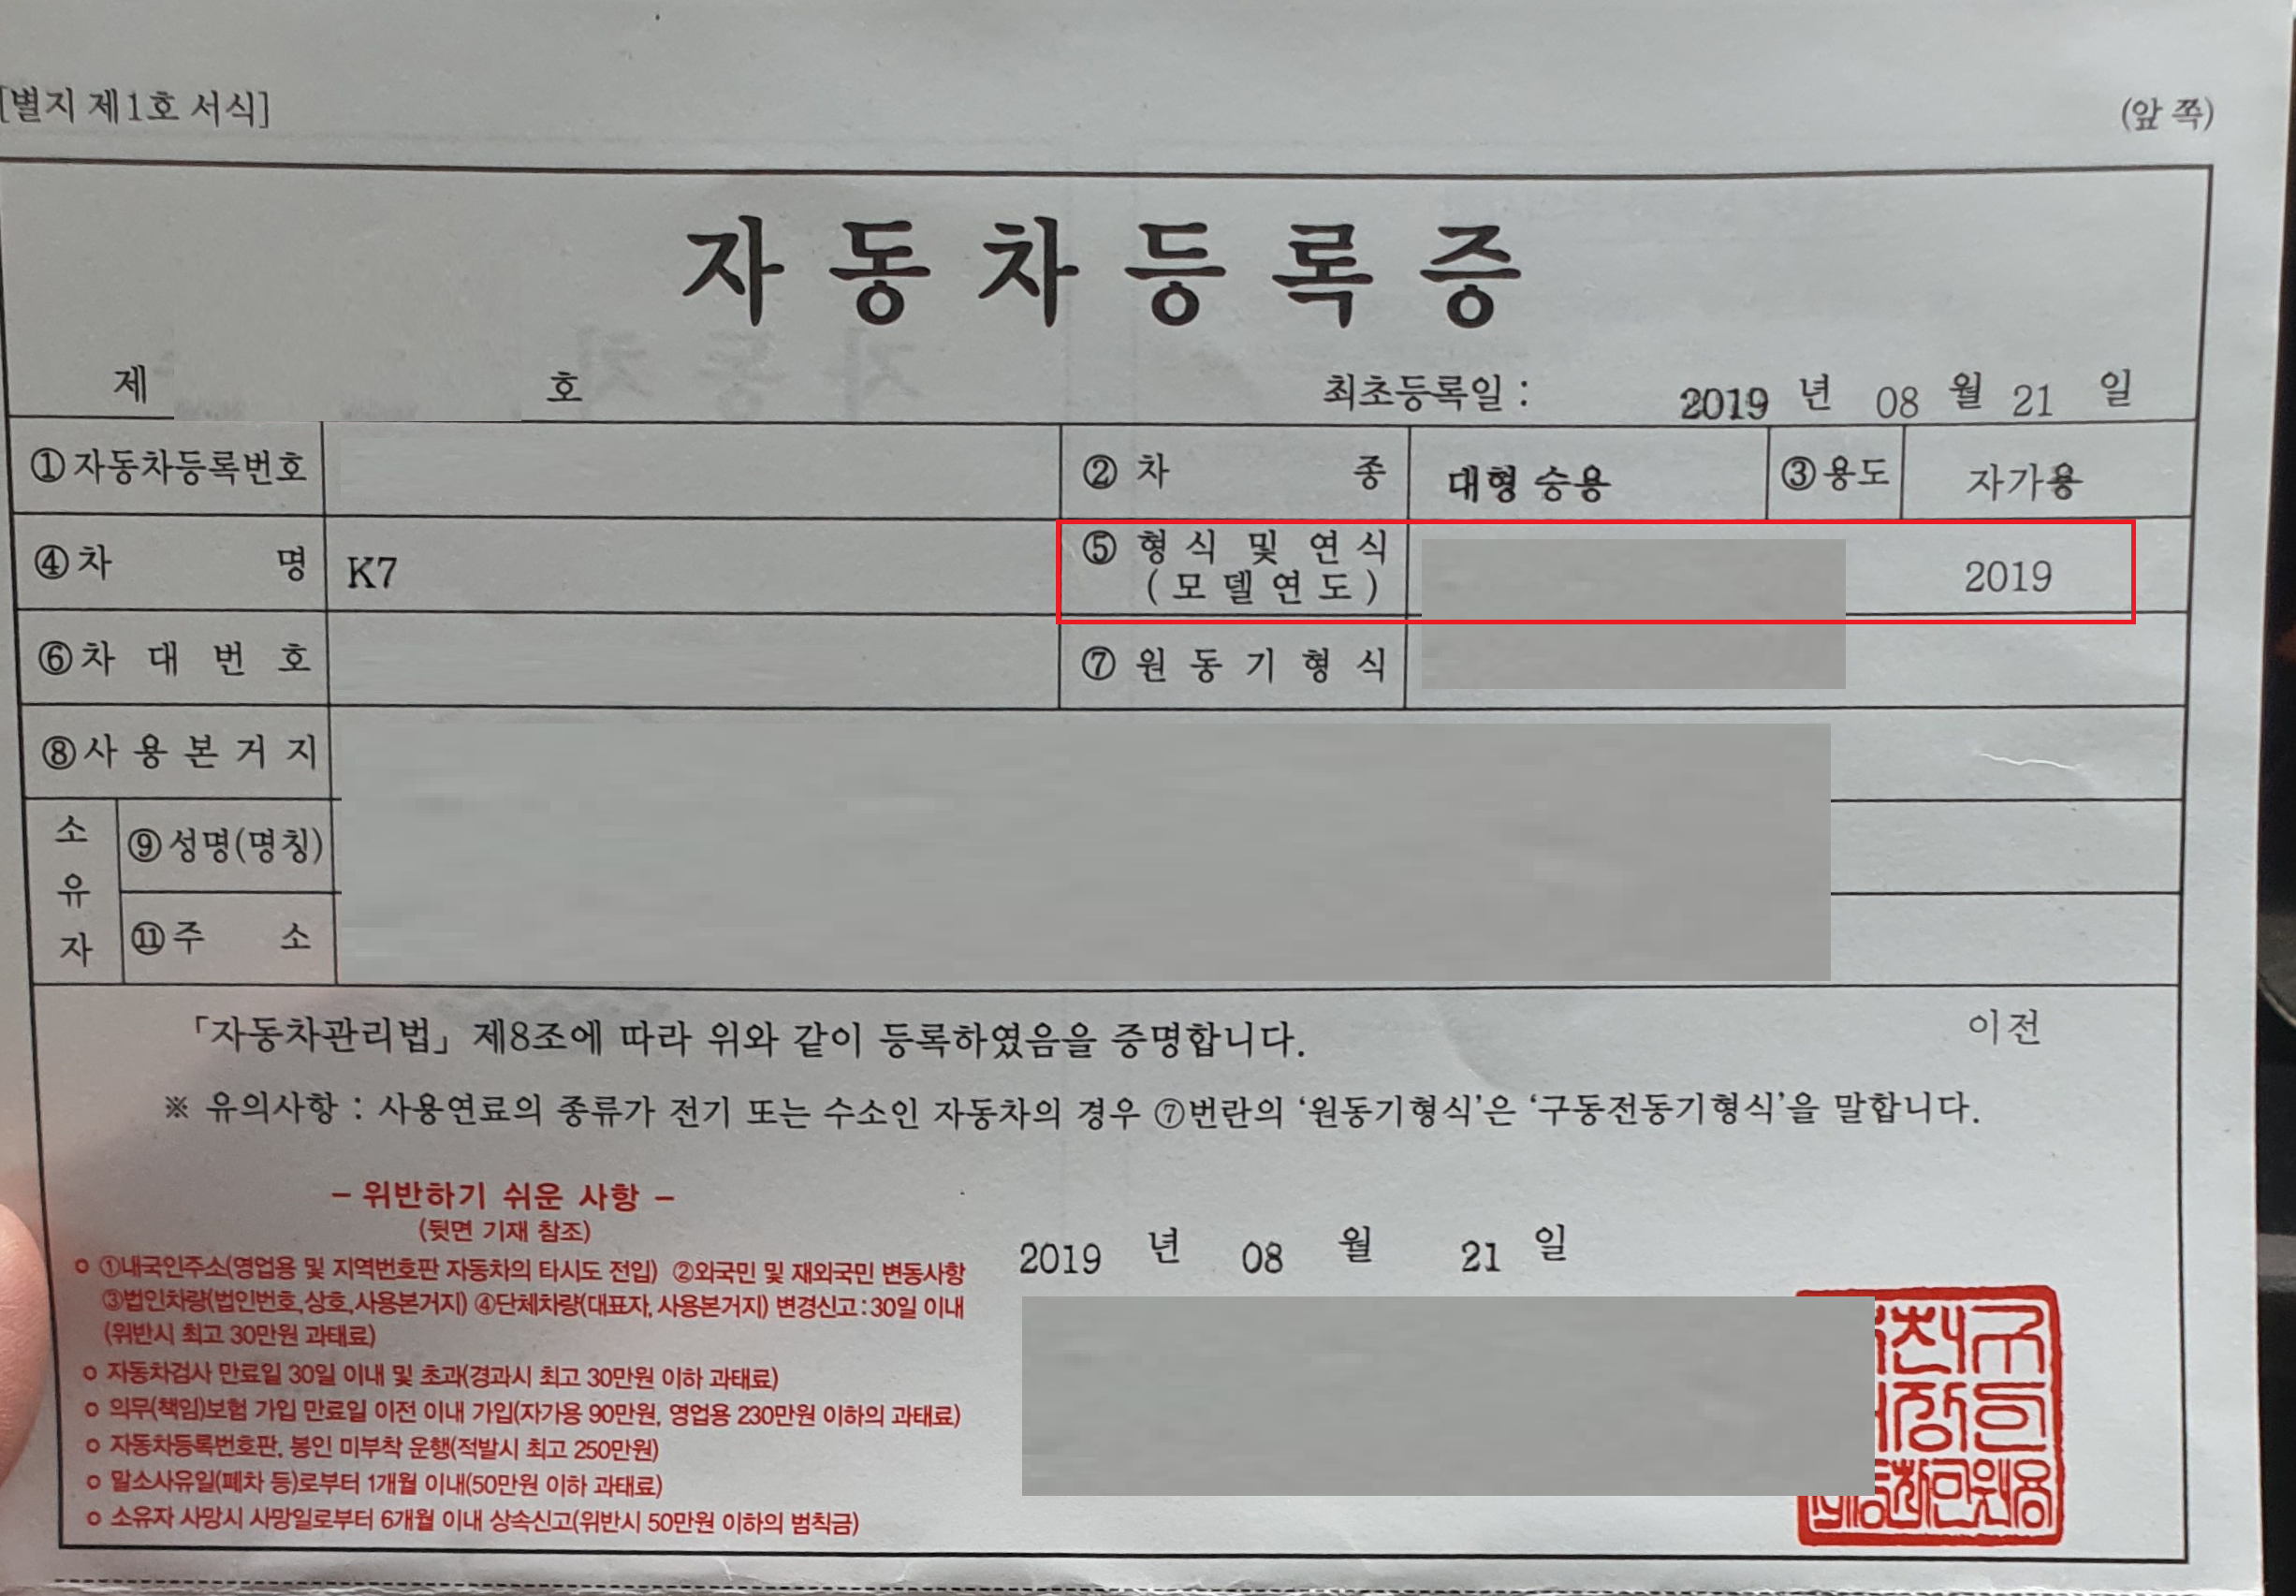 [별지 제1호 서식]
(앞 쪽)
자동차등록증
제 호 최초등록일 : 2019 년 08 월 21 일
①자동차등록번호 ② 차 종 대형 승용 ③용도 자가용
④차 명 K7 ⑤ 형 식 및 연 식 (모델연도) 2019
⑥차 대 번 호 ⑦ 원 동 기 형 식
⑧사 용 본 거 지
소유자 ⑨성명(명칭)
⑪주 소
「자동차관리법」 제8조에 따라 위와 같이 등록하였음을 증명합니다. 이전
※ 유의사항 : 사용연료의 종류가 전기 또는 수소인 자동차의 경우 ⑦번란의 ‘원동기형식’은 ‘구동전동기형식’을 말합니다.
– 위반하기 쉬운 사항 –
(뒷면 기재 참조)
ㅇ ①내국인주소(영업용 및 지역번호판 자동차의 타시도 전입) ②외국민 및 재외국민 변동사항
③법인차량(법인번호,상호,사용본거지) ④단체차량(대표자, 사용본거지) 변경신고:30일 이내
(위반시 최고 30만원 과태료)
ㅇ 자동차검사 만료일 30일 이내 및 초과(경과시 최고 30만원 이하 과태료)
ㅇ 의무(책임)보험 가입 만료일 이전 이내 가입(자가용 90만원, 영업용 230만원 이하의 과태료)
ㅇ 자동차등록번호판, 봉인 미부착 운행(적발시 최고 250만원)
ㅇ 말소사유일(폐차 등)로부터 1개월 이내(50만원 이하 과태료)
ㅇ 소유자 사망시 사망일로부터 6개월 이내 상속신고(위반시 50만원 이하의 범칙금)
2019 년 08 월 21 일